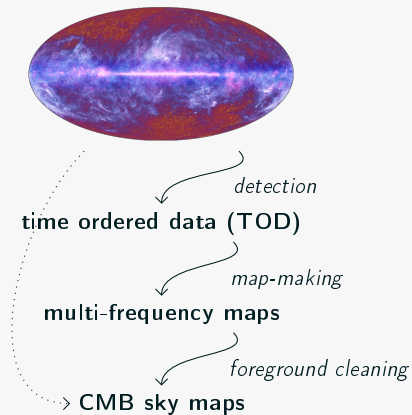 detection
time ordered data (TOD)
map-making
multi-frequency maps
foreground cleaning
CMB sky maps